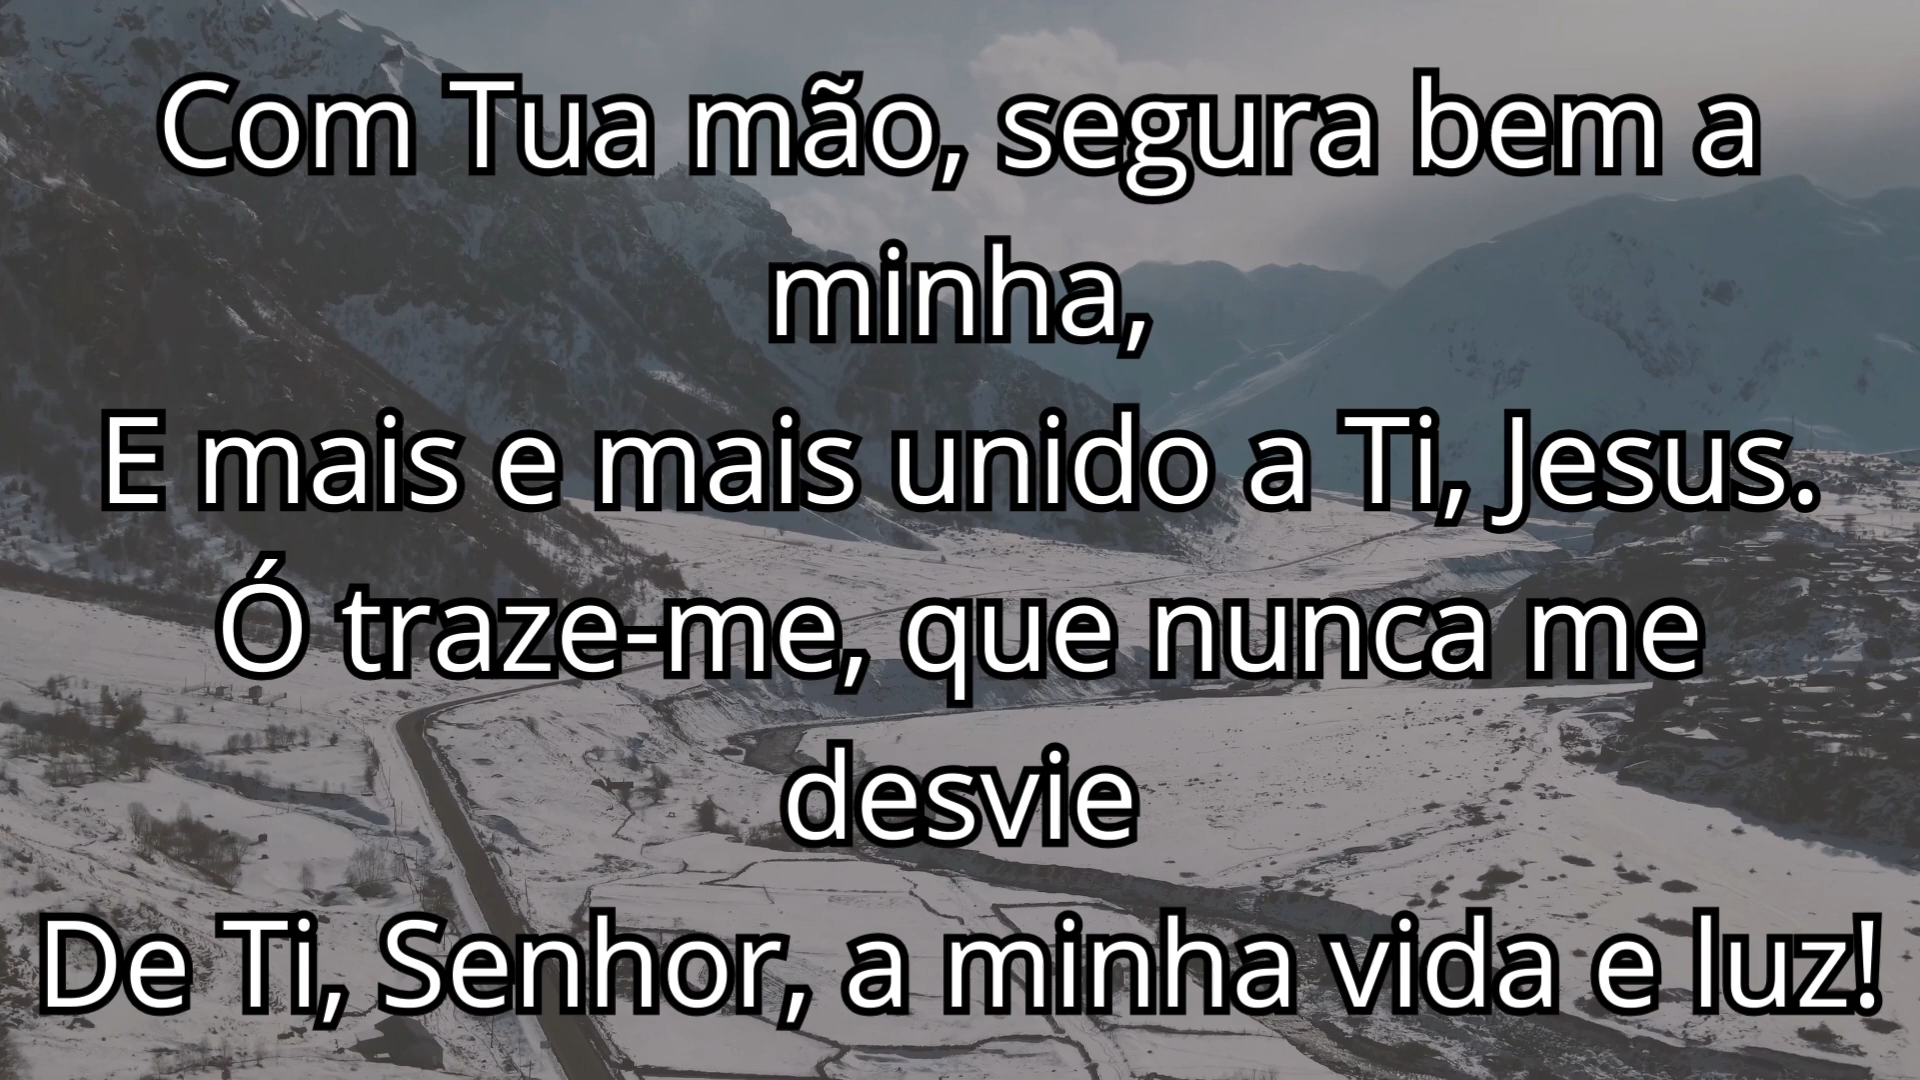 Com Tua mão, segura bem a
minha,
E mais e mais unido a Ti, Jesus.
Ó traze-me, que nunca me
desvie
De Ti, Senhor, a minha vida e luz!